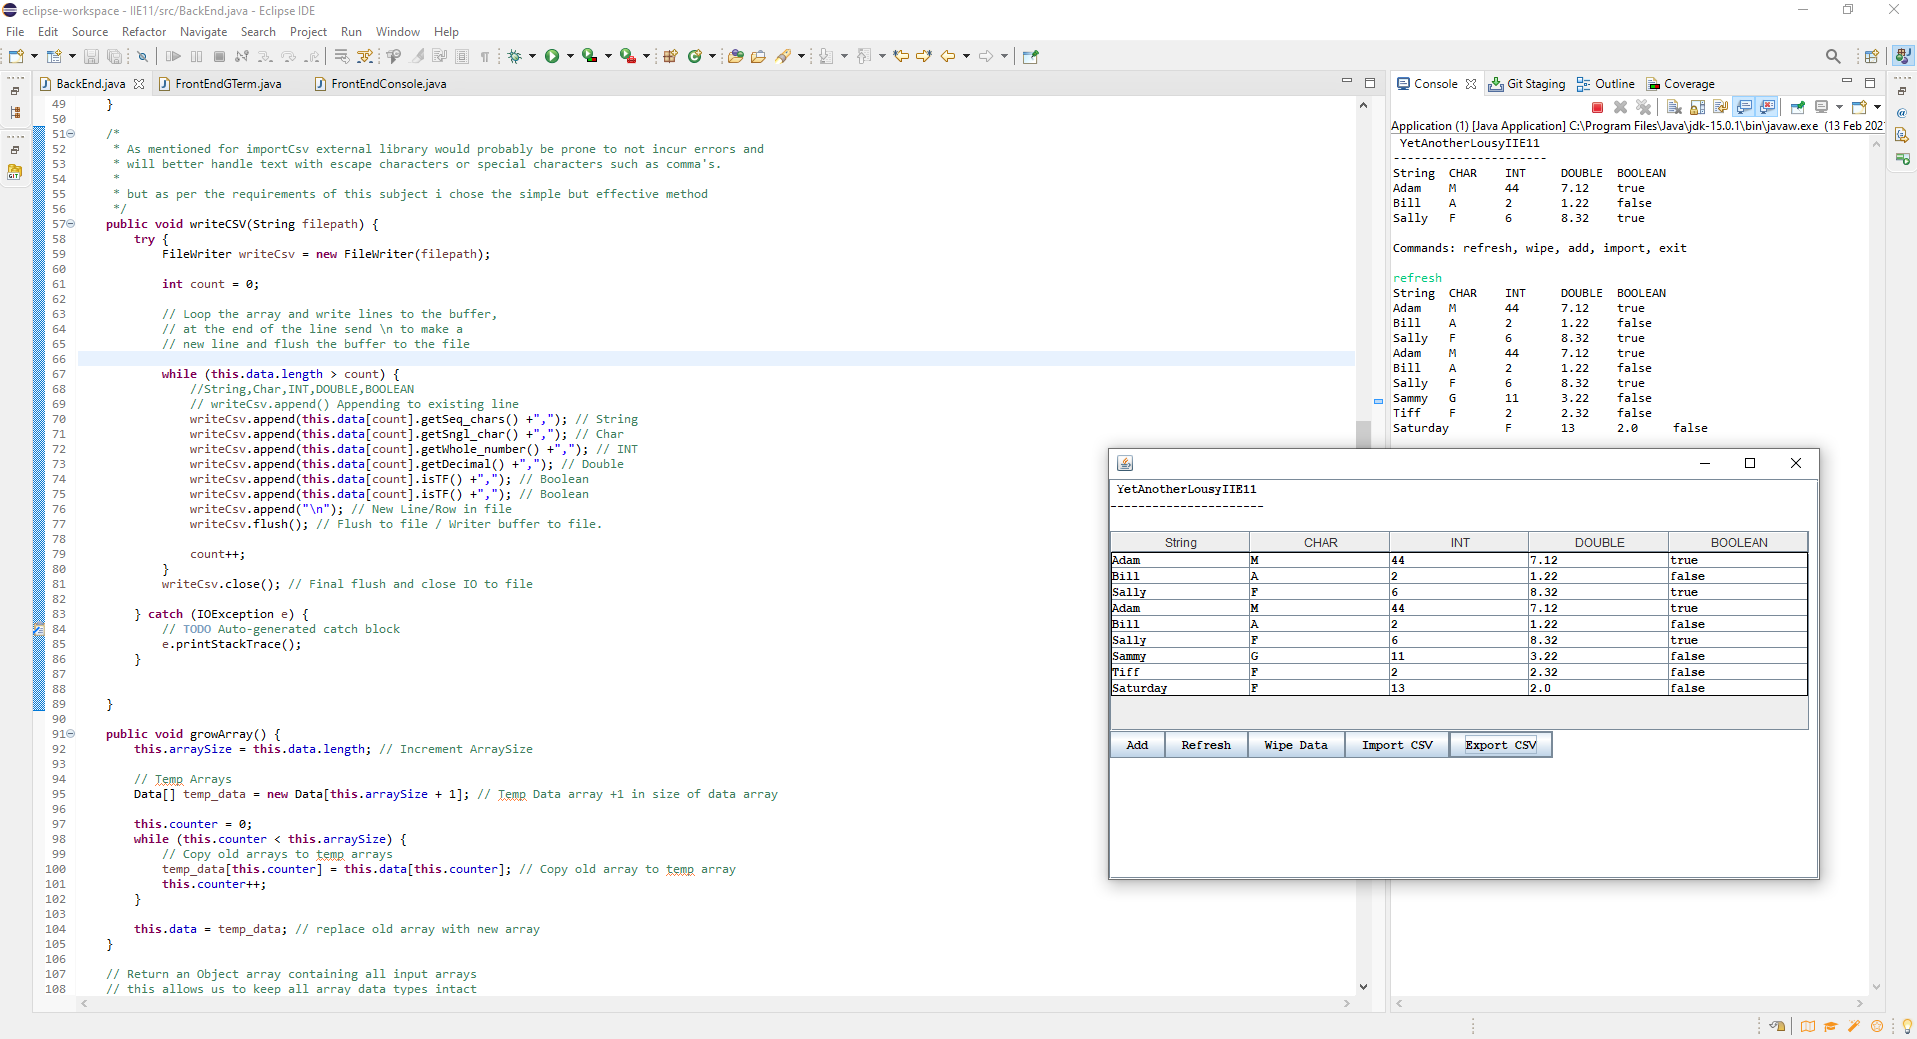 eclipse-workspace - IIE11/src/BackEnd.java - Eclipse IDE
File Edit Source Refactor Navigate Search Project Run Window Help
BackEnd.java FrontEndGTerm.java FrontEndConsole.java
49 }
50
51 /*
52 * As mentioned for importCsv external library would probably be prone to not incur errors and
53 * will better handle text with escape characters or special characters such as comma's.
54 *
55 * but as per the requirements of this subject i chose the simple but effective method
56 */
57 public void writeCSV(String filepath) {
58 try {
59 FileWriter writeCsv = new FileWriter(filepath);
60
61 int count = 0;
62
63 // Loop the array and write lines to the buffer,
64 // at the end of the line send \n to make a
65 // new line and flush the buffer to the file
66
67 while (this.data.length > count) {
68 //String,Char,INT,DOUBLE,BOOLEAN
69 // writeCsv.append() Appending to existing line
70 writeCsv.append(this.data[count].getSeq_chars() +","); // String
71 writeCsv.append(this.data[count].getSngl_char() +","); // Char
72 writeCsv.append(this.data[count].getWhole_number() +","); // INT
73 writeCsv.append(this.data[count].getDecimal() +","); // Double
74 writeCsv.append(this.data[count].isTF() +","); // Boolean
75 writeCsv.append(this.data[count].isTF() +","); // Boolean
76 writeCsv.append("\n"); // New Line/Row in file
77 writeCsv.flush(); // Flush to file / Writer buffer to file.
78
79 count++;
80 }
81 writeCsv.close(); // Final flush and close IO to file
82
83 } catch (IOException e) {
84 // TODO Auto-generated catch block
85 e.printStackTrace();
86 }
87
88
89 }
90
91 public void growArray() {
92 this.arraySize = this.data.length; // Increment ArraySize
93
94 // Temp Arrays
95 Data[] temp_data = new Data[this.arraySize + 1]; // Temp Data array +1 in size of data array
96
97 this.counter = 0;
98 while (this.counter < this.arraySize) {
99 // Copy old arrays to temp arrays
100 temp_data[this.counter] = this.data[this.counter]; // Copy old array to temp array
101 this.counter++;
102 }
103
104 this.data = temp_data; // replace old array with new array
105 }
106
107 // Return an Object array containing all input arrays
108 // this allows us to keep all array data types intact
Console Git Staging Outline Coverage
Application (1) [Java Application] C:\Program Files\Java\jdk-15.0.1\bin\javaw.exe (13 Feb 202
YetAnotherLousyIIE11
----------------------
String CHAR INT DOUBLE BOOLEAN
Adam M 44 7.12 true
Bill A 2 1.22 false
Sally F 6 8.32 true
Commands: refresh, wipe, add, import, exit
refresh
String CHAR INT DOUBLE BOOLEAN
Adam M 44 7.12 true
Bill A 2 1.22 false
Sally F 6 8.32 true
Adam M 44 7.12 true
Bill A 2 1.22 false
Sally F 6 8.32 true
Sammy G 11 3.22 false
Tiff F 2 2.32 false
Saturday F 13 2.0 false
YetAnotherLousyIIE11
----------------------
String CHAR INT DOUBLE BOOLEAN
Adam M 44 7.12 true
Bill A 2 1.22 false
Sally F 6 8.32 true
Adam M 44 7.12 true
Bill A 2 1.22 false
Sally F 6 8.32 true
Sammy G 11 3.22 false
Tiff F 2 2.32 false
Saturday F 13 2.0 false
Add Refresh Wipe Data Import CSV Export CSV